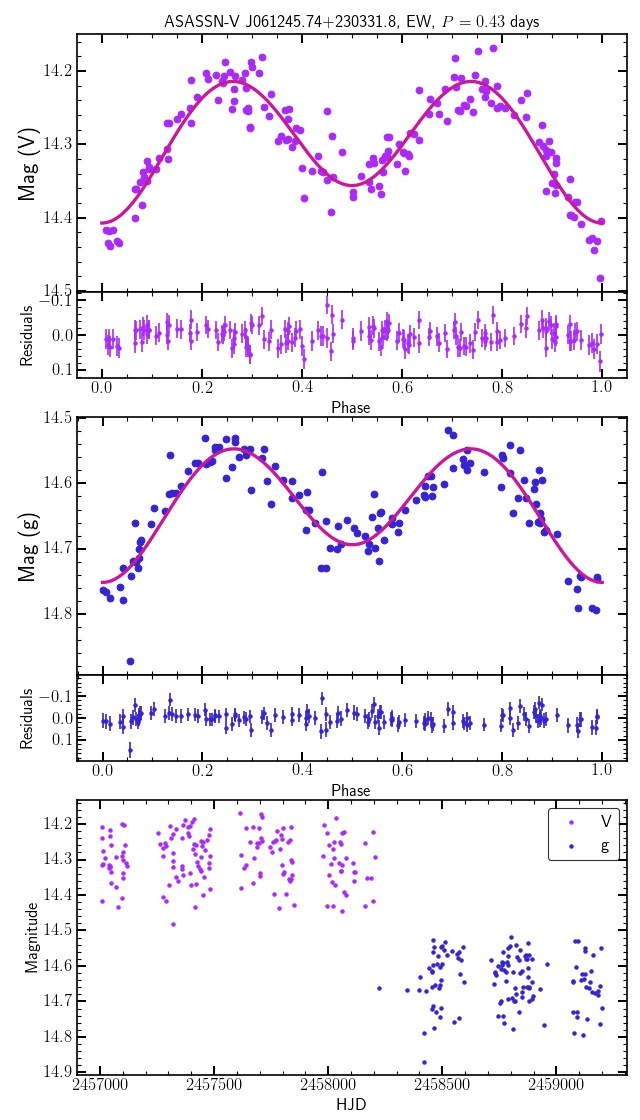 ASASSN-V J061245.74+230331.8, EW, P = 0.43 days
14.2
14.3
14.4
14.5
Mag (V)
−0.1
0.0
0.1
Residuals
0.0 0.2 0.4 0.6 0.8 1.0
Phase
14.5
14.6
14.7
14.8
Mag (g)
−0.1
0.0
0.1
Residuals
0.0 0.2 0.4 0.6 0.8 1.0
Phase
V
g
14.2
14.3
14.4
14.5
14.6
14.7
14.8
14.9
Magnitude
2457000 2457500 2458000 2458500 2459000
HJD